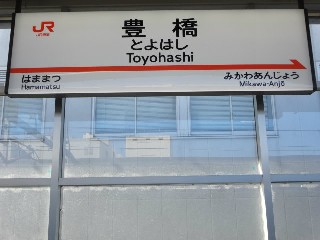 JR
豊橋
とよはし
Toyohashi
はままつ
Hamamatsu
みかわあんじょう
Mikawa-Anjō